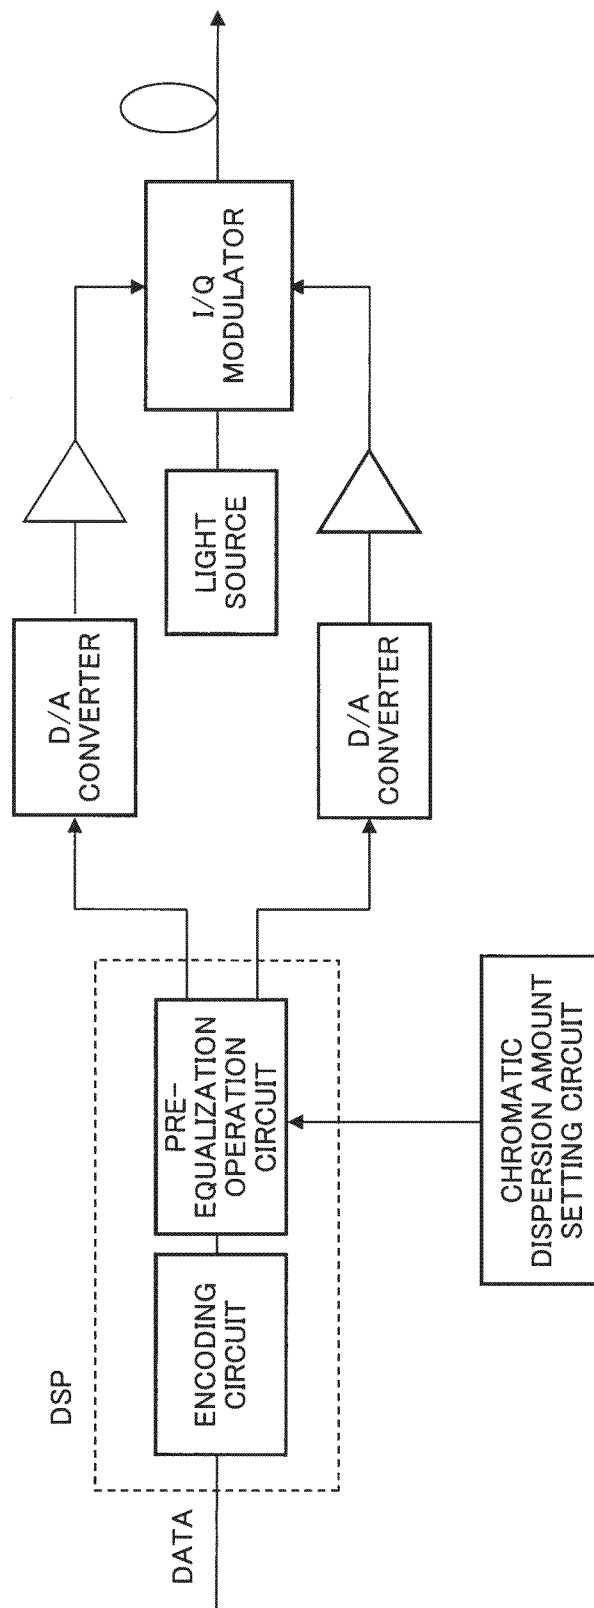 DATA
DSP
ENCODING
CIRCUIT
PRE-
EQUALIZATION
OPERATION
CIRCUIT
CHROMATIC
DISPERSION AMOUNT
SETTING CIRCUIT
D/A
CONVERTER
D/A
CONVERTER
LIGHT
SOURCE
I/Q
MODULATOR